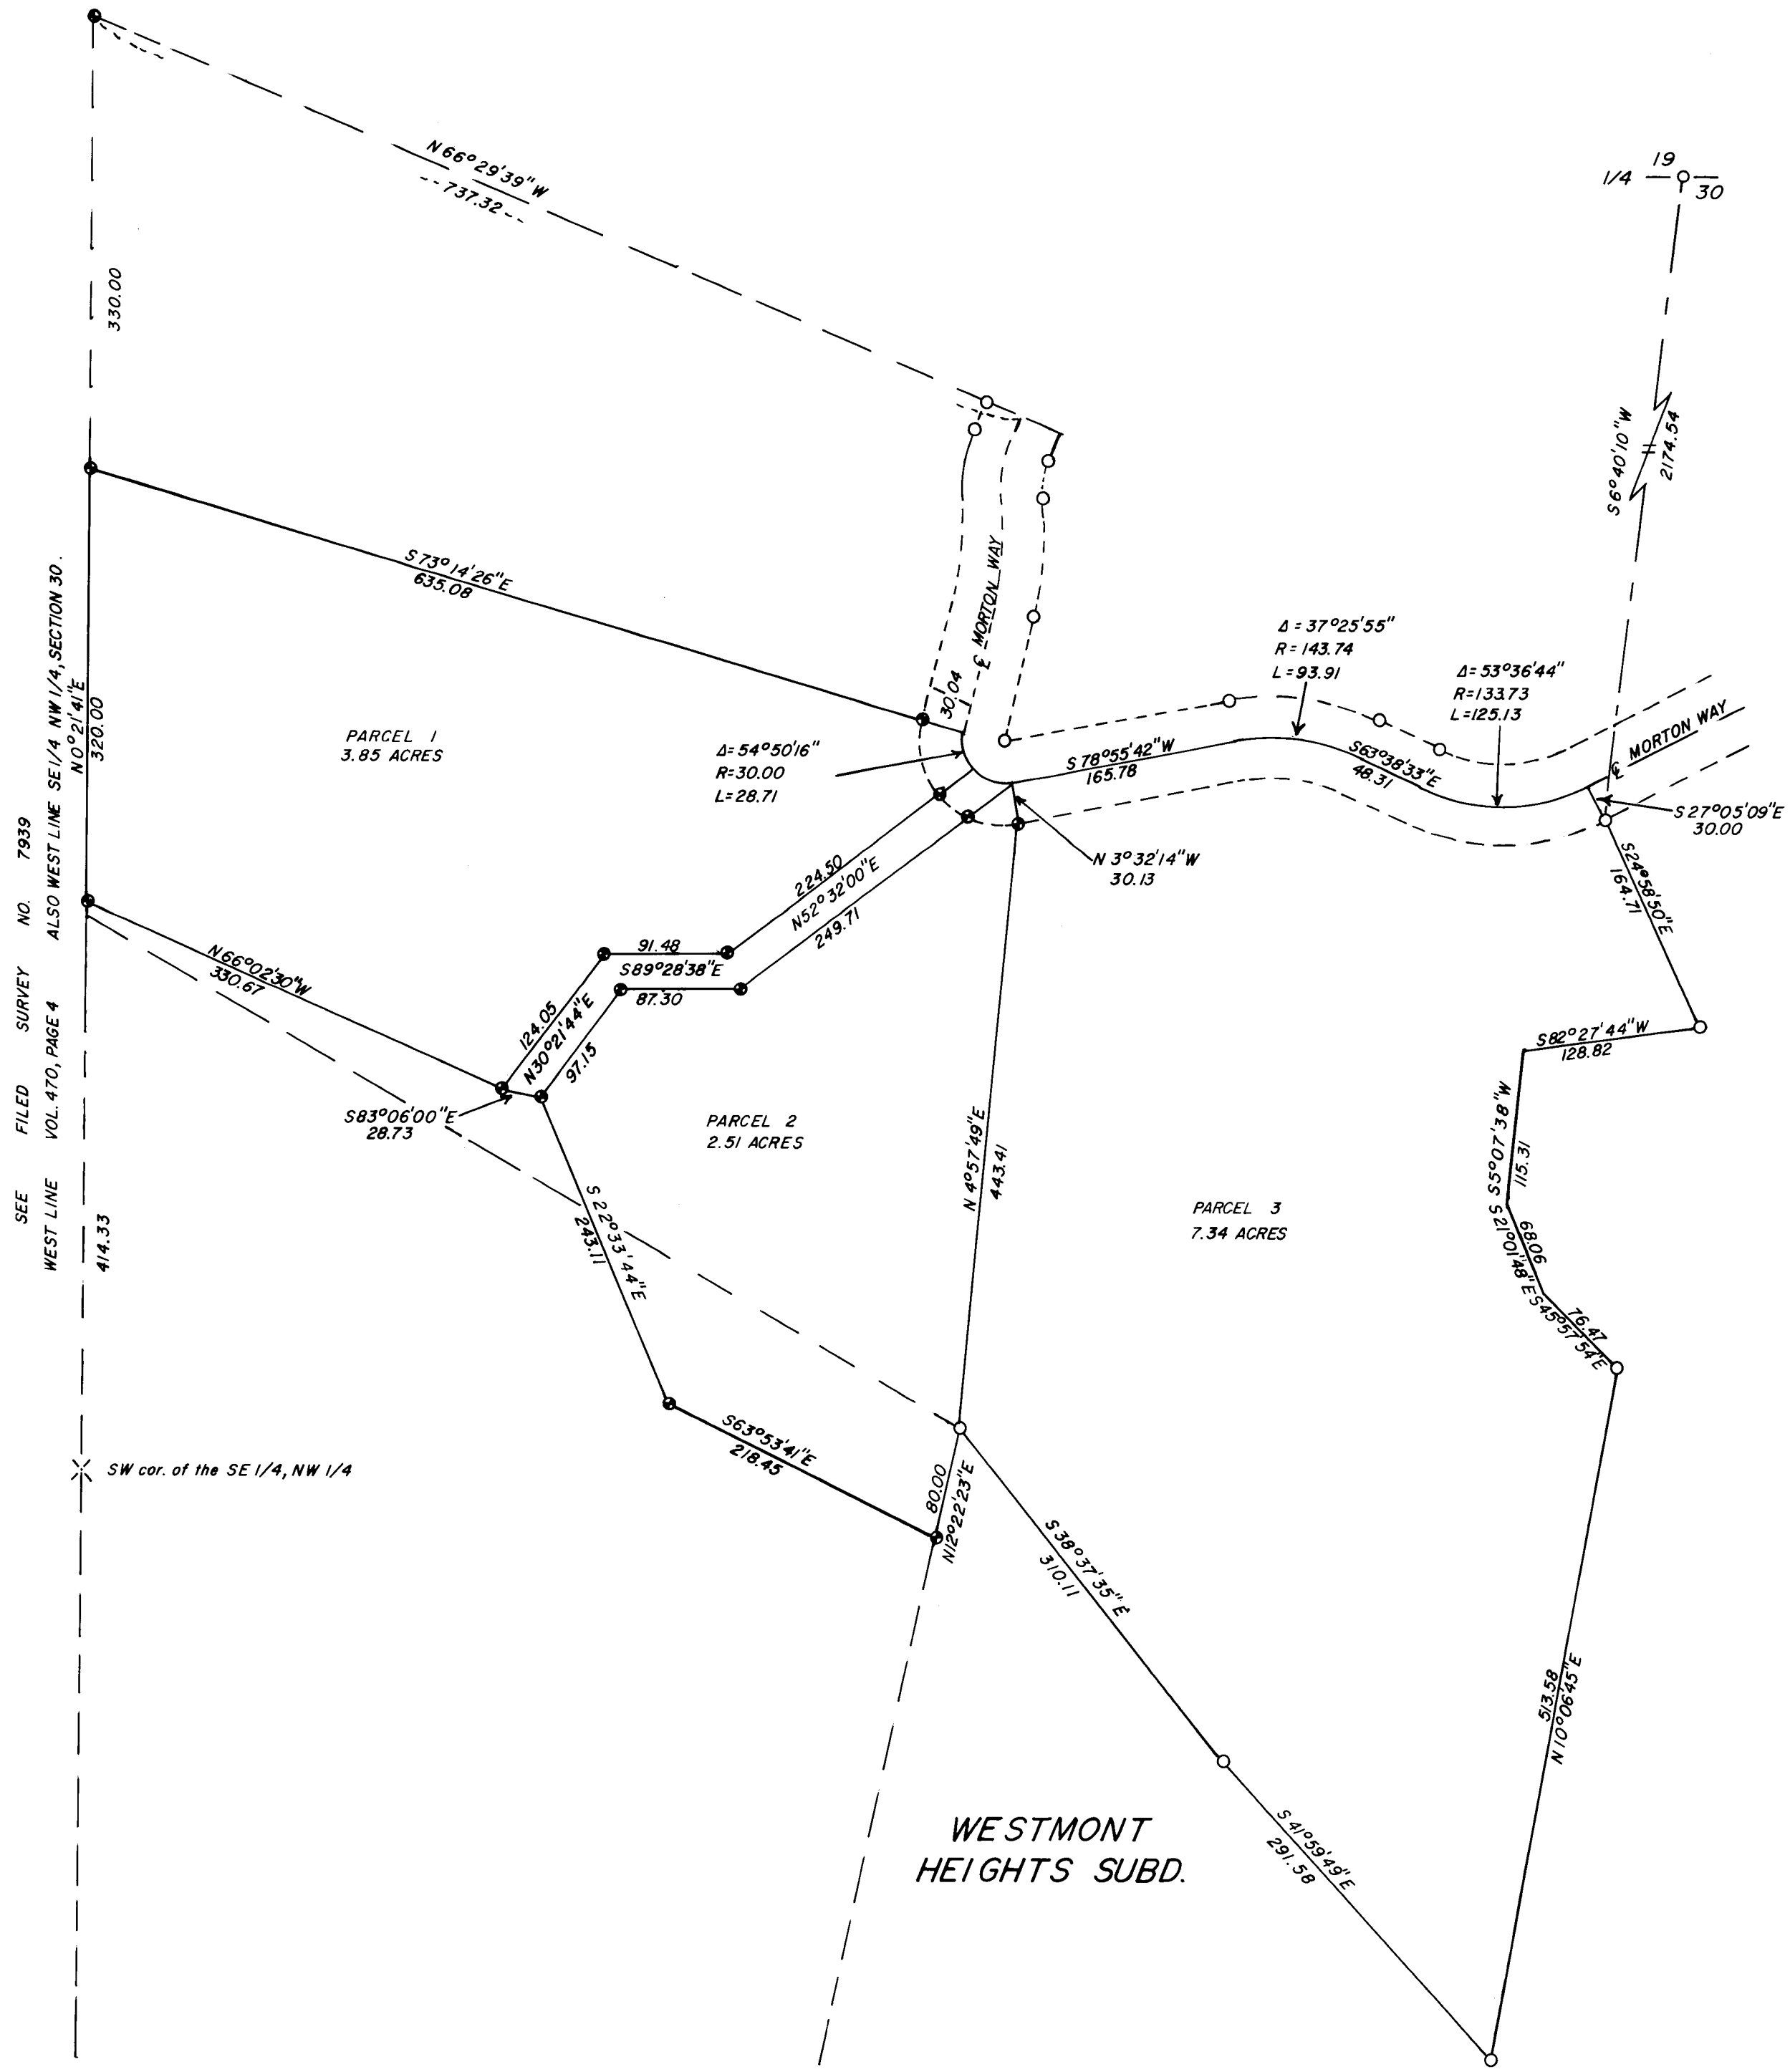 N66°29'39"W
737.32
19
1/4
30
330.00
S6°40'10"W
2174.54
S73°14'26"E
635.08
℄ MORTON WAY
30.04
Δ = 37°25'55"
R = 143.74
L=93.91
Δ= 53°36'44"
R=133.73
L=125.13
SEE FILED SURVEY NO. 7939
WEST LINE VOL. 470, PAGE 4 ALSO WEST LINE SE 1/4 NW 1/4, SECTION 30.
N0°21'41"E
320.00
PARCEL 1
3.85 ACRES
Δ= 54°50'16"
R=30.00
L=28.71
S78°55'42"W
165.78
S63°38'33"E
48.31
℄ MORTON WAY
S27°05'09"E
30.00
N3°32'14"W
30.13
S24°58'50"E
164.71
224.50
N52°32'00"E
249.71
91.48
S89°28'38"E
87.30
N66°02'30"W
330.67
124.05
N30°21'44"E
97.15
S82°27'44"W
128.82
S83°06'00"E
28.73
PARCEL 2
2.51 ACRES
N4°57'49"E
443.41
S5°07'38"W
115.31
PARCEL 3
7.34 ACRES
414.33
S22°33'44"E
243.11
68.06
S21°01'48"E
76.47
S45°57'54"E
S63°53'41"E
218.45
SW cor. of the SE 1/4, NW 1/4
80.00
N12°22'23"E
S38°37'35"E
310.11
513.58
N10°06'45"E
WESTMONT
HEIGHTS SUBD.
S41°59'49"E
291.58